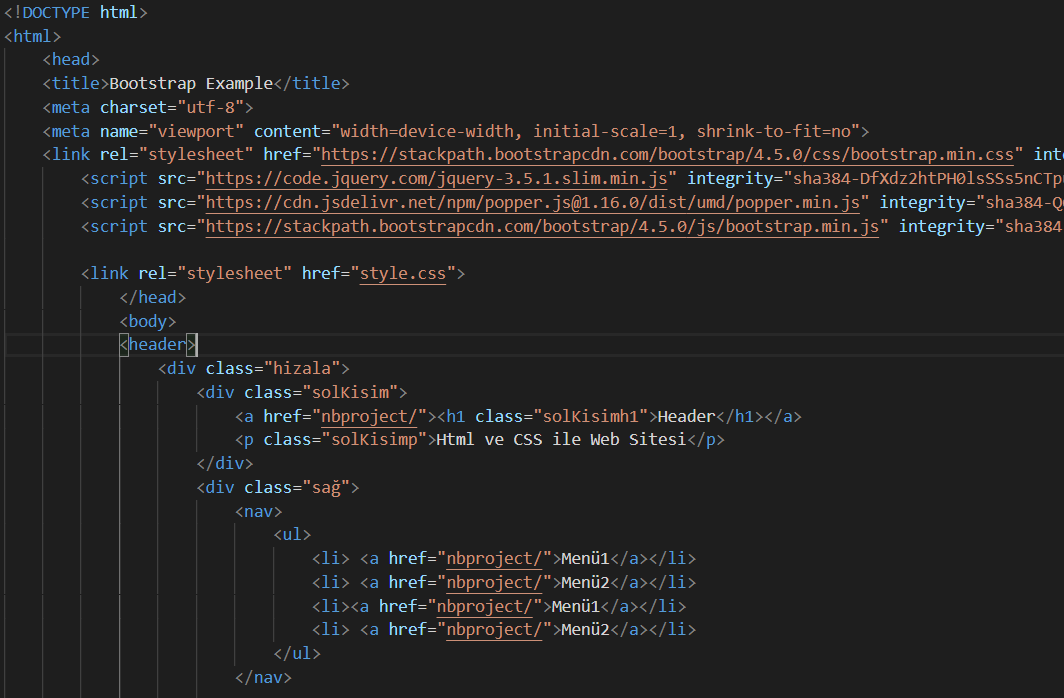 <!DOCTYPE html>
<html>
<head>
<title>Bootstrap Example</title>
<meta charset="utf-8">
<meta name="viewport" content="width=device-width, initial-scale=1, shrink-to-fit=no">
<link rel="stylesheet" href="https://stackpath.bootstrapcdn.com/bootstrap/4.5.0/css/bootstrap.min.css" inte
<script src="https://code.jquery.com/jquery-3.5.1.slim.min.js" integrity="sha384-DfXdz2htPH0lsSSs5nCTp
<script src="https://cdn.jsdelivr.net/npm/popper.js@1.16.0/dist/umd/popper.min.js" integrity="sha384-Q
<script src="https://stackpath.bootstrapcdn.com/bootstrap/4.5.0/js/bootstrap.min.js" integrity="sha384
<link rel="stylesheet" href="style.css">
</head>
<body>
<header>
<div class="hizala">
<div class="solKisim">
<a href="nbproject/"><h1 class="solKisimh1">Header</h1></a>
<p class="solKisimp">Html ve CSS ile Web Sitesi</p>
</div>
<div class="sağ">
<nav>
<ul>
<li> <a href="nbproject/">Menü1</a></li>
<li> <a href="nbproject/">Menü2</a></li>
<li><a href="nbproject/">Menü1</a></li>
<li> <a href="nbproject/">Menü2</a></li>
</ul>
</nav>